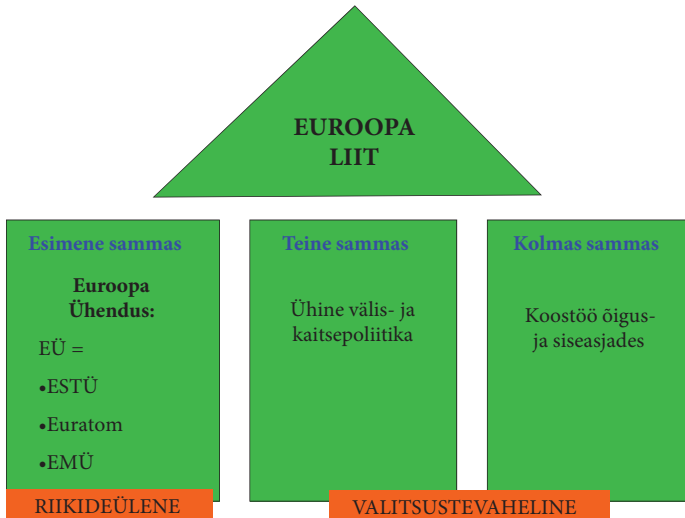 EUROOPA
LIIT
Esimene sammas
Euroopa
Ühendus:
EÜ =
•ESTÜ
•Euratom
•EMÜ
RIIKIDEÜLENE
Teine sammas
Ühine välis- ja
kaitsepoliitika
Kolmas sammas
Koostöö õigus-
ja siseasjades
VALITSUSTEVAHELINE